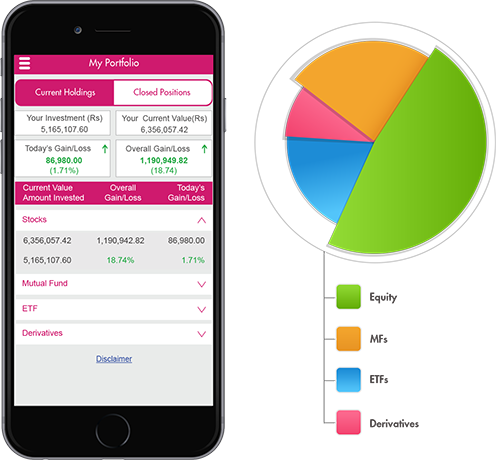 My Portfolio
Current Holdings Closed Positions
Your Investment (Rs) Your Current Value(Rs)
5,165,107.60 6,356,057.42
Today's Gain/Loss Overall Gain/Loss
86,980.00 1,190,949.82
(1.71%) (18.74)
Current Value Overall Today's
Amount Invested Gain/Loss Gain/Loss
Stocks
6,356,057.42 1,190,942.82 86,980.00
5,165,107.60 18.74% 1.71%
Mutual Fund
ETF
Derivatives
Disclaimer
Equity
MFs
ETFs
Derivatives